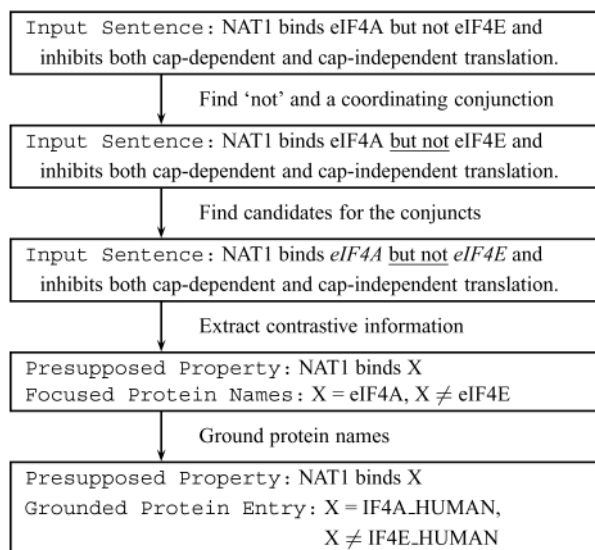 Input Sentence: NAT1 binds eIF4A but not eIF4E and
inhibits both cap-dependent and cap-independent translation.
Find ‘not’ and a coordinating conjunction
Input Sentence: NAT1 binds eIF4A but not eIF4E and
inhibits both cap-dependent and cap-independent translation.
Find candidates for the conjuncts
Input Sentence: NAT1 binds eIF4A but not eIF4E and
inhibits both cap-dependent and cap-independent translation.
Extract contrastive information
Presupposed Property: NAT1 binds X
Focused Protein Names: X = eIF4A, X ≠ eIF4E
Ground protein names
Presupposed Property: NAT1 binds X
Grounded Protein Entry: X = IF4A_HUMAN,
X ≠ IF4E_HUMAN